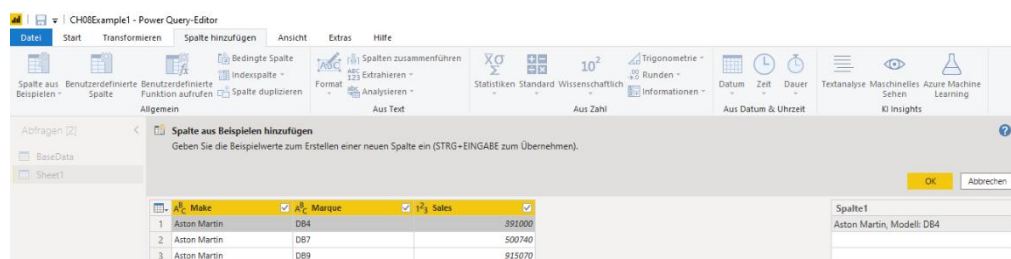 CH08Example1 - Power Query-Editor
Datei Start Transformieren Spalte hinzufügen Ansicht Extras Hilfe
Spalte aus Beispielen
Benutzerdefinierte Spalte
Benutzerdefinierte Funktion aufrufen
Bedingte Spalte
Indexspalte
Spalte duplizieren
Allgemein
Format
Spalten zusammenführen
Extrahieren
Analysieren
Aus Text
Statistiken
Standard
10²
Wissenschaftlich
Trigonometrie
Runden
Informationen
Aus Zahl
Datum
Zeit
Dauer
Aus Datum & Uhrzeit
Textanalyse
Maschinelles Sehen
Azure Machine Learning
KI Insights
Abfragen [2]
BaseData
Sheet1
Spalte aus Beispielen hinzufügen
Geben Sie die Beispielwerte zum Erstellen einer neuen Spalte ein (STRG+EINGABE zum Übernehmen).
OK Abbrechen
Make Marque Sales
1 Aston Martin DB4 391000
2 Aston Martin DB7 500740
3 Aston Martin DB9 915070
Spalte1
Aston Martin, Modell: DB4